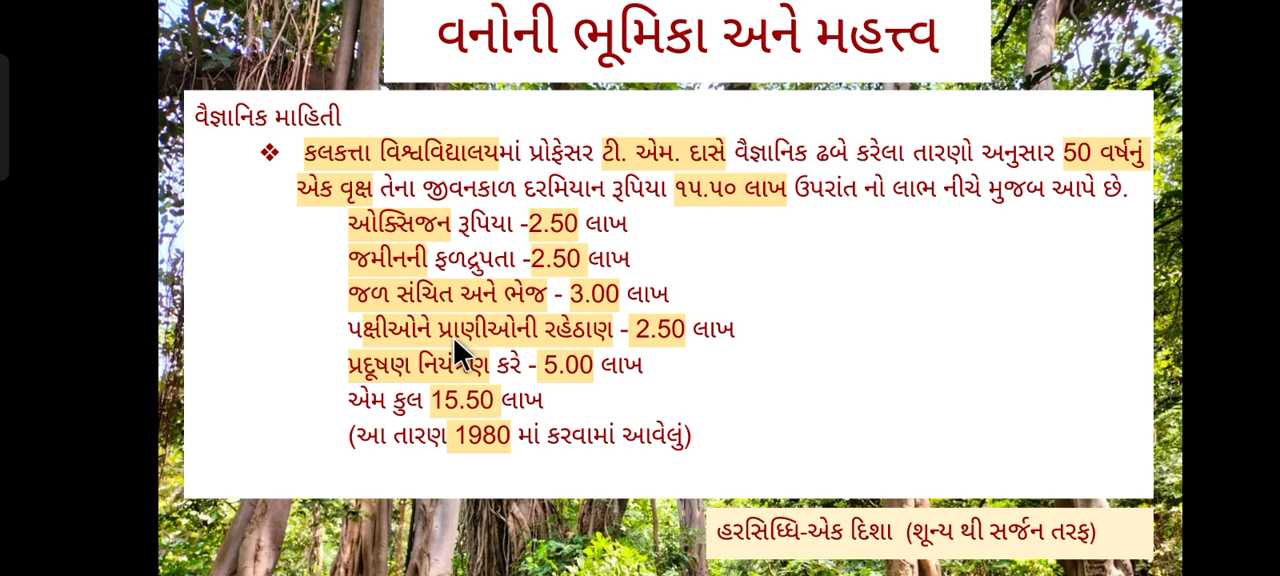 વનોની ભૂમિકા અને મહત્ત્વ
વૈજ્ઞાનિક માહિતી
❖ કલકત્તા વિશ્વવિદ્યાલયમાં પ્રોફેસર ટી. એમ. દાસે વૈજ્ઞાનિક ઢબે કરેલા તારણો અનુસાર 50 વર્ષનું
એક વૃક્ષ તેના જીવનકાળ દરમિયાન રૂપિયા ૧૫.૫૦ લાખ ઉપરાંત નો લાભ નીચે મુજબ આપે છે.
ઓક્સિજન રૂપિયા -2.50 લાખ
જમીનની ફળદ્રુપતા -2.50 લાખ
જળ સંચિત અને ભેજ - 3.00 લાખ
પક્ષીઓને પ્રાણીઓની રહેઠાણ - 2.50 લાખ
પ્રદૂષણ નિયંત્રણ કરે - 5.00 લાખ
એમ કુલ 15.50 લાખ
(આ તારણ 1980 માં કરવામાં આવેલું)
હરસિધ્ધિ-એક દિશા (શૂન્ય થી સર્જન તરફ)